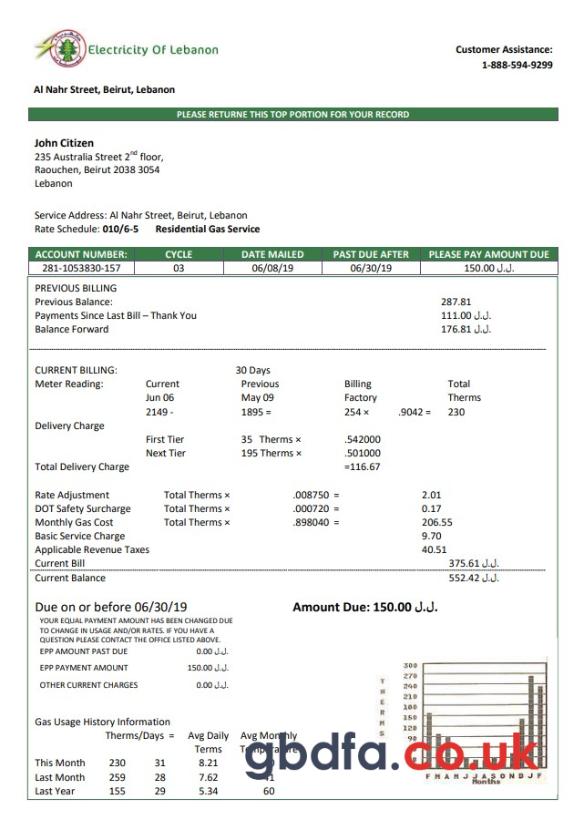 Electricity Of Lebanon
Customer Assistance:
1-888-594-9299
Al Nahr Street, Beirut, Lebanon
PLEASE RETURNE THIS TOP PORTION FOR YOUR RECORD
John Citizen
235 Australia Street 2nd floor,
Raouchen, Beirut 2038 3054
Lebanon
Service Address: Al Nahr Street, Beirut, Lebanon
Rate Schedule: 010/6-5 Residential Gas Service
ACCOUNT NUMBER: CYCLE DATE MAILED PAST DUE AFTER PLEASE PAY AMOUNT DUE
281-1053830-157 03 06/08/19 06/30/19 150.00 ل.ل.
PREVIOUS BILLING
Previous Balance: 287.81
Payments Since Last Bill – Thank You 111.00 ل.ل.
Balance Forward 176.81 ل.ل.
CURRENT BILLING: 30 Days
Meter Reading: Current Previous Billing Total
Jun 06 May 09 Factory Therms
2149 - 1895 = 254 × .9042 = 230
Delivery Charge
First Tier 35 Therms × .542000
Next Tier 195 Therms × .501000
Total Delivery Charge =116.67
Rate Adjustment Total Therms × .008750 = 2.01
DOT Safety Surcharge Total Therms × .000720 = 0.17
Monthly Gas Cost Total Therms × .898040 = 206.55
Basic Service Charge 9.70
Applicable Revenue Taxes 40.51
Current Bill 375.61 ل.ل.
Current Balance 552.42 ل.ل.
Due on or before 06/30/19 Amount Due: 150.00 ل.ل.
YOUR EQUAL PAYMENT AMOUNT HAS BEEN CHANGED DUE
TO CHANGE IN USAGE AND/OR RATES. IF YOU HAVE A
QUESTION PLEASE CONTACT THE OFFICE LISTED ABOVE.
EPP AMOUNT PAST DUE 0.00 ل.ل.
EPP PAYMENT AMOUNT 150.00 ل.ل.
OTHER CURRENT CHARGES 0.00 ل.ل.
300
270
240
210
180
150
120
90
THERMS
F M A M J J A S O N D J F
Months
Gas Usage History Information
Therms/Days = Avg Daily Avg Monthly
Terms Temperature
This Month 230 31 8.21
Last Month 259 28 7.62 41
Last Year 155 29 5.34 60
gbdfa.co.uk